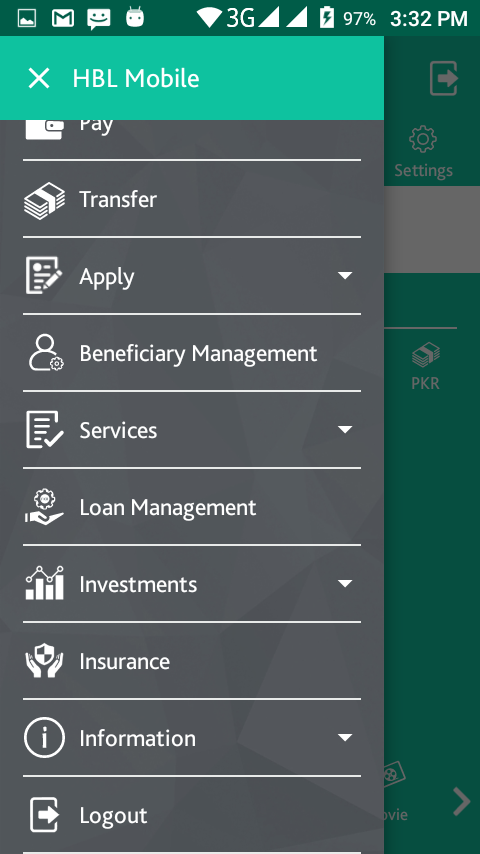 3G 97% 3:32 PM
HBL Mobile
Pay
Settings
Transfer
Apply
Beneficiary Management
PKR
Services
Loan Management
Investments
Insurance
Information
ovie
Logout